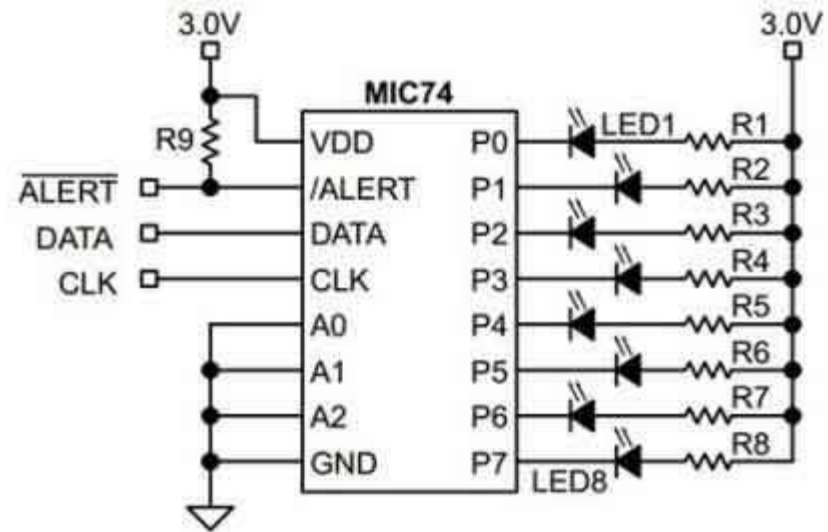 3.0V
3.0V
MIC74
R9
VDD
P0
LED1
R1
ALERT
/ALERT
P1
R2
DATA
DATA
P2
R3
CLK
CLK
P3
R4
A0
P4
R5
A1
P5
R6
A2
P6
R7
GND
P7
LED8
R8